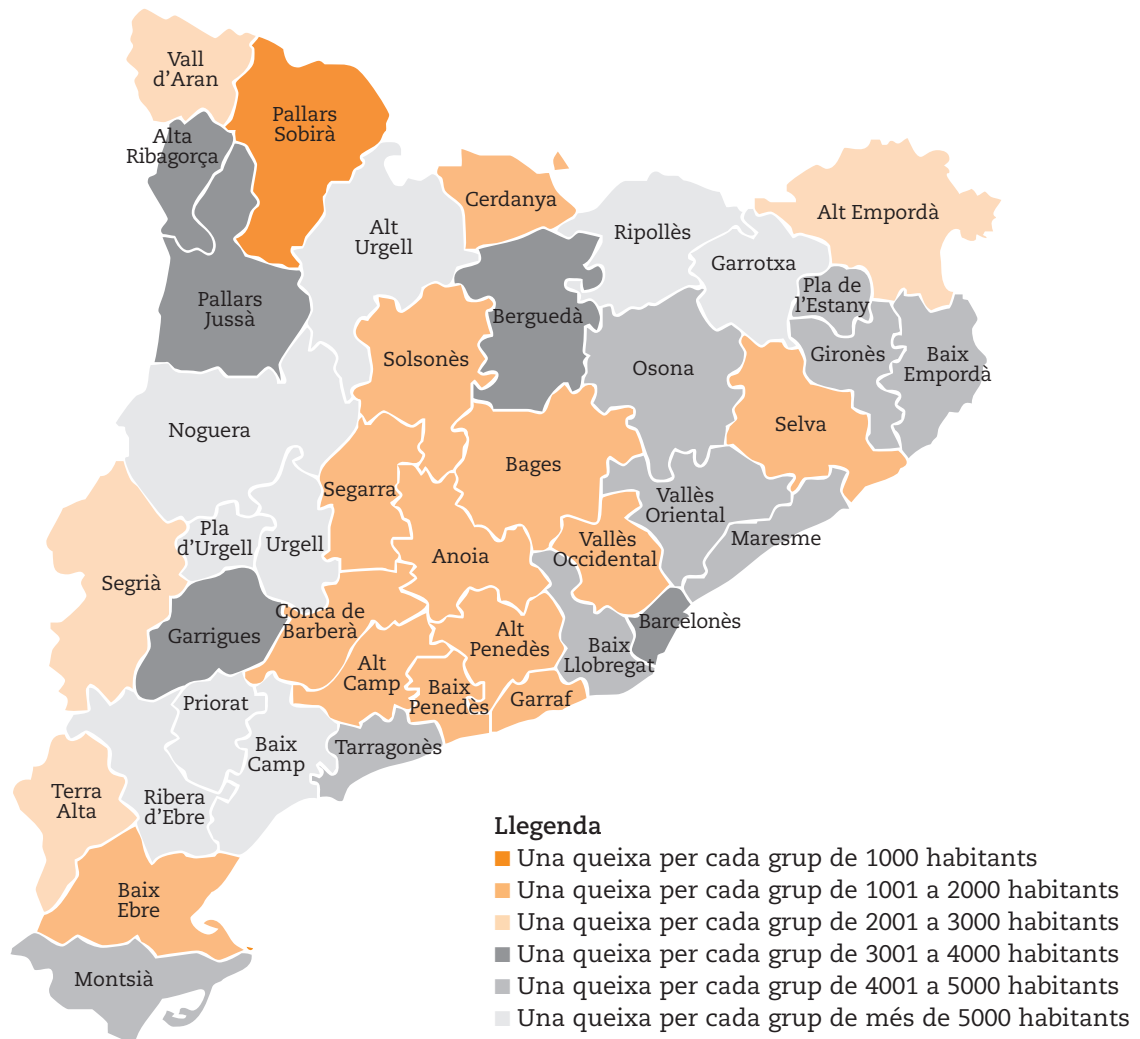 Vall
d'Aran
Pallars
Sobirà
Alta
Ribagorça
Cerdanya
Alt Empordà
Alt
Urgell
Ripollès
Garrotxa
Pla de
l'Estany
Pallars
Jussà
Berguedà
Solsonès
Osona
Gironès
Baix
Empordà
Noguera
Selva
Bages
Segarra
Vallès
Oriental
Pla
d'Urgell
Urgell
Maresme
Vallès
Occidental
Anoia
Segrià
Conca de
Barberà
Garrigues
Barcelonès
Alt
Penedès
Baix
Llobregat
Alt
Camp
Baix
Penedès
Garraf
Priorat
Baix
Camp
Tarragonès
Terra
Alta
Ribera
d'Ebre
Baix
Ebre
Montsià
Llegenda
Una queixa per cada grup de 1000 habitants
Una queixa per cada grup de 1001 a 2000 habitants
Una queixa per cada grup de 2001 a 3000 habitants
Una queixa per cada grup de 3001 a 4000 habitants
Una queixa per cada grup de 4001 a 5000 habitants
Una queixa per cada grup de més de 5000 habitants